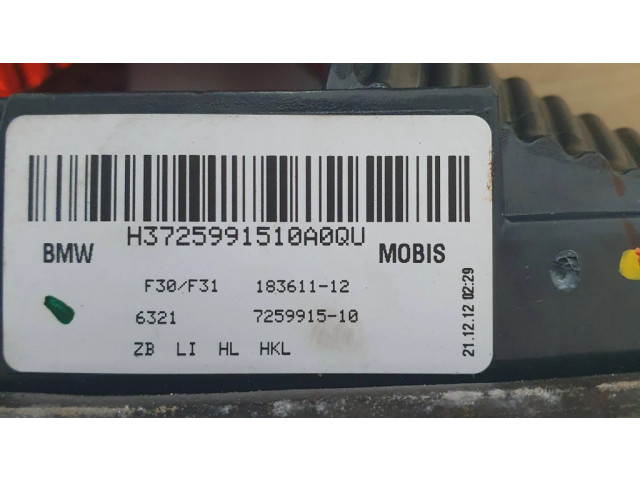 H3725991510A0QU
BMW MOBIS
F30/F31 183611-12
6321 7259915-10
ZB LI HL HKL
21.12.12 02:29